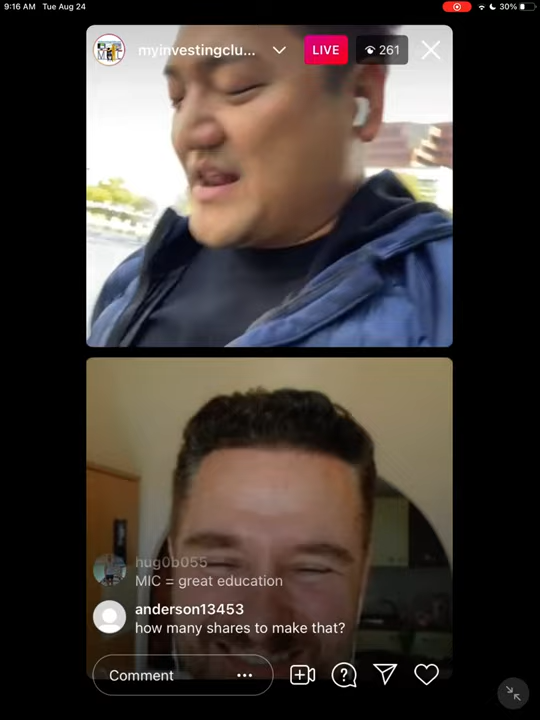 9:16 AM Tue Aug 24
30%
myinvestingclu...
LIVE
261
hug0b055
MIC = great education
anderson13453
how many shares to make that?
Comment